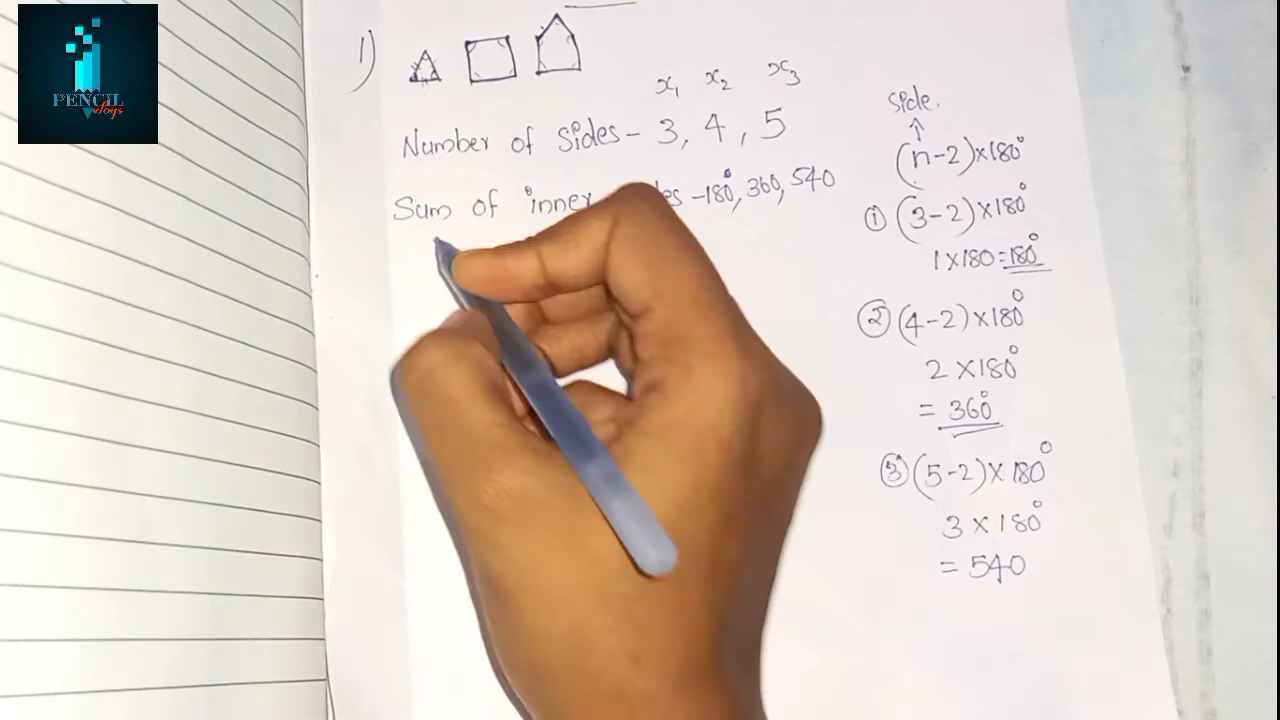 PENCIL
vlogs
1)
x₁ x₂ x₃
Number of sides - 3, 4, 5
Sum of inner -180°, 360, 540
side.
(n-2)×180°
① (3-2)×180°
1×180=180°
② (4-2)×180°
2×180°
= 360°
③ (5-2)×180°
3×180°
= 540